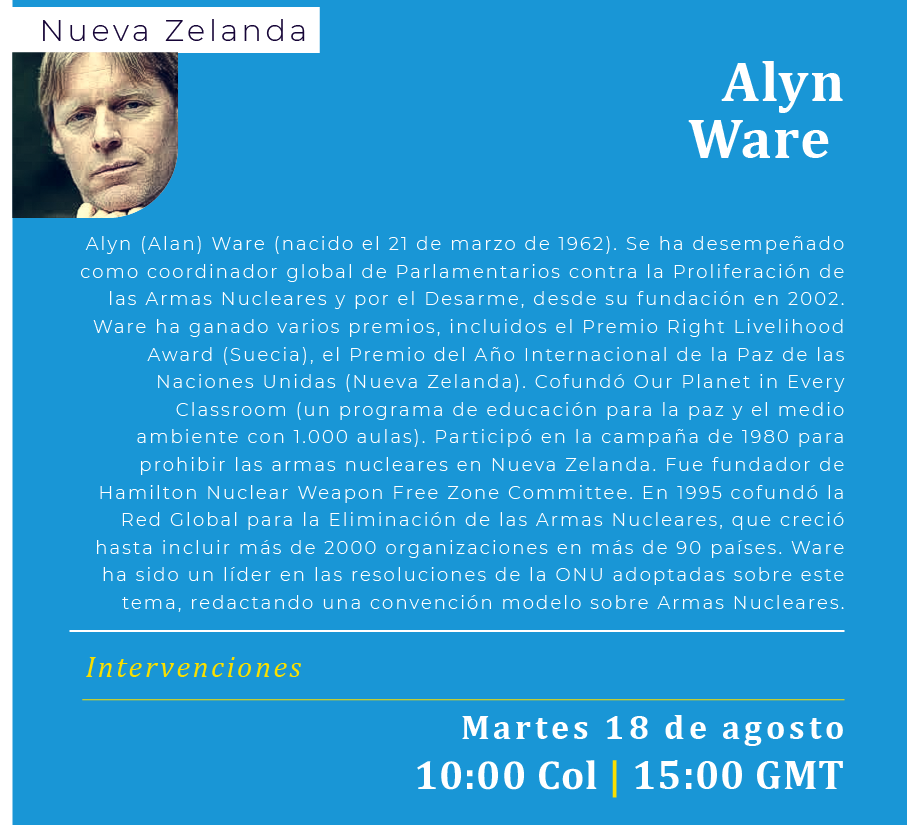 Nueva Zelanda
Alyn
Ware
Alyn (Alan) Ware (nacido el 21 de marzo de 1962). Se ha desempeñado
como coordinador global de Parlamentarios contra la Proliferación de
las Armas Nucleares y por el Desarme, desde su fundación en 2002.
Ware ha ganado varios premios, incluidos el Premio Right Livelihood
Award (Suecia), el Premio del Año Internacional de la Paz de las
Naciones Unidas (Nueva Zelanda). Cofundó Our Planet in Every
Classroom (un programa de educación para la paz y el medio
ambiente con 1.000 aulas). Participó en la campaña de 1980 para
prohibir las armas nucleares en Nueva Zelanda. Fue fundador de
Hamilton Nuclear Weapon Free Zone Committee. En 1995 cofundó la
Red Global para la Eliminación de las Armas Nucleares, que creció
hasta incluir más de 2000 organizaciones en más de 90 países. Ware
ha sido un líder en las resoluciones de la ONU adoptadas sobre este
tema, redactando una convención modelo sobre Armas Nucleares.
Intervenciones
Martes 18 de agosto
10:00 Col | 15:00 GMT